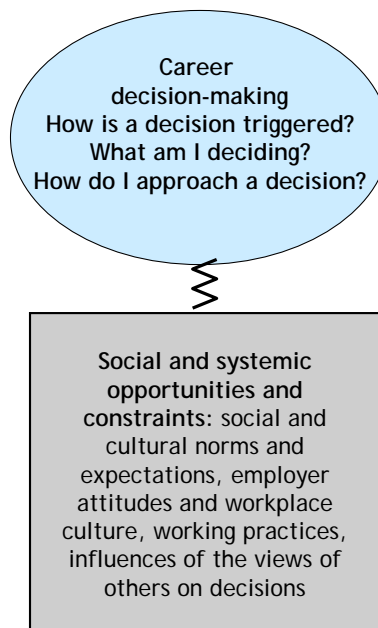 Career
decision-making
How is a decision triggered?
What am I deciding?
How do I approach a decision?
Social and systemic
opportunities and
constraints: social and
cultural norms and
expectations, employer
attitudes and workplace
culture, working practices,
influences of the views of
others on decisions